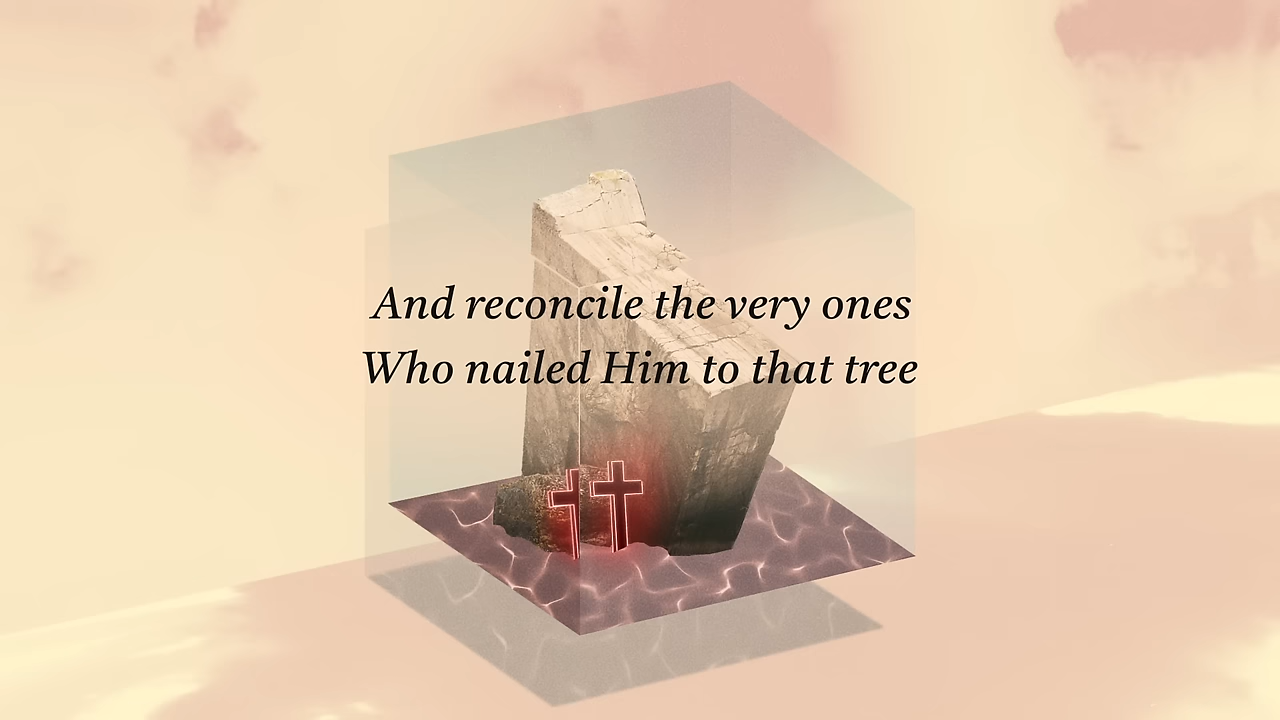 And reconcile the very ones
Who nailed Him to that tree